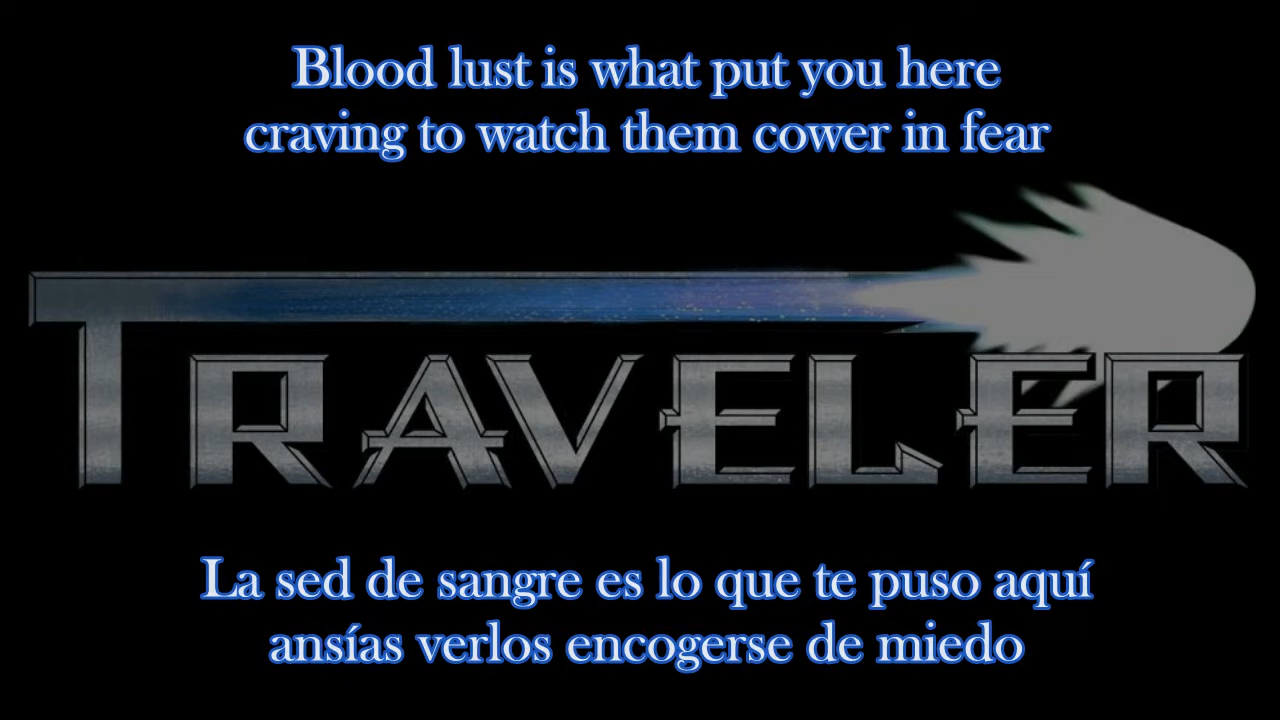 Blood lust is what put you here
craving to watch them cower in fear
TRAVELER
La sed de sangre es lo que te puso aquí
ansías verlos encogerse de miedo